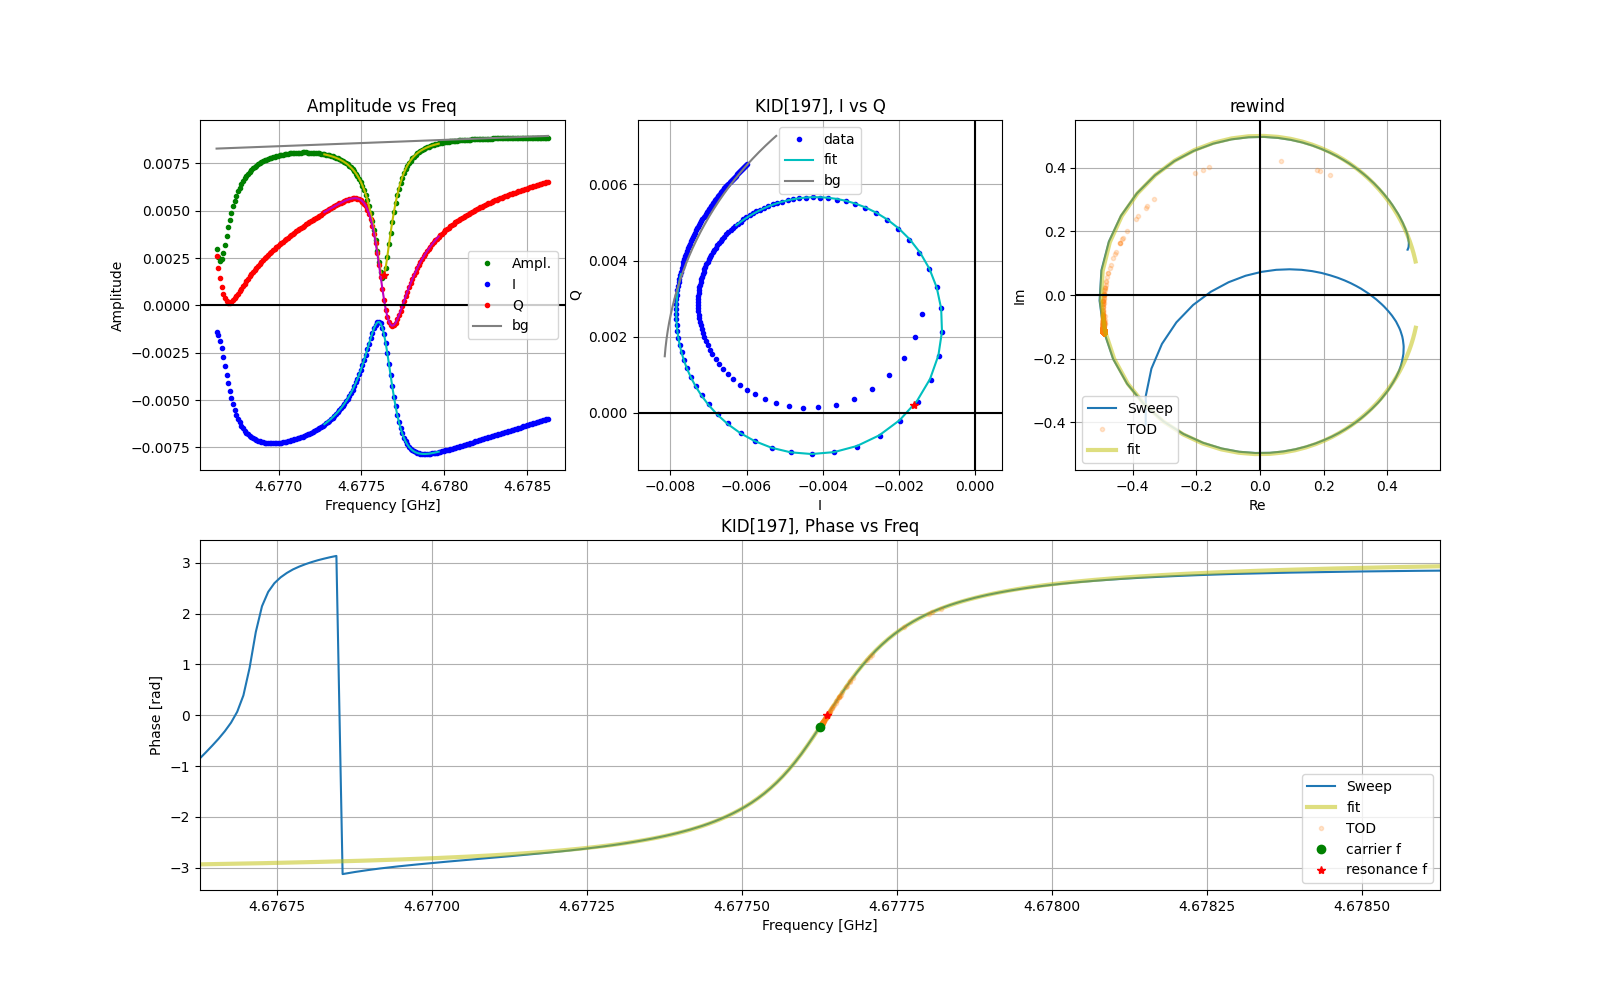 Amplitude vs Freq
Amplitude
0.0075
0.0050
0.0025
0.0000
−0.0025
−0.0050
−0.0075
Ampl.
I
Q
bg
4.6770 4.6775 4.6780 4.6785
Frequency [GHz]
KID[197], I vs Q
Q
0.006
0.004
0.002
0.000
data
fit
bg
−0.008 −0.006 −0.004 −0.002 0.000
I
rewind
Im
0.4
0.2
0.0
−0.2
−0.4
Sweep
TOD
fit
−0.4 −0.2 0.0 0.2 0.4
Re
KID[197], Phase vs Freq
Phase [rad]
3
2
1
0
−1
−2
−3
Sweep
fit
TOD
carrier f
resonance f
4.67675 4.67700 4.67725 4.67750 4.67775 4.67800 4.67825 4.67850
Frequency [GHz]